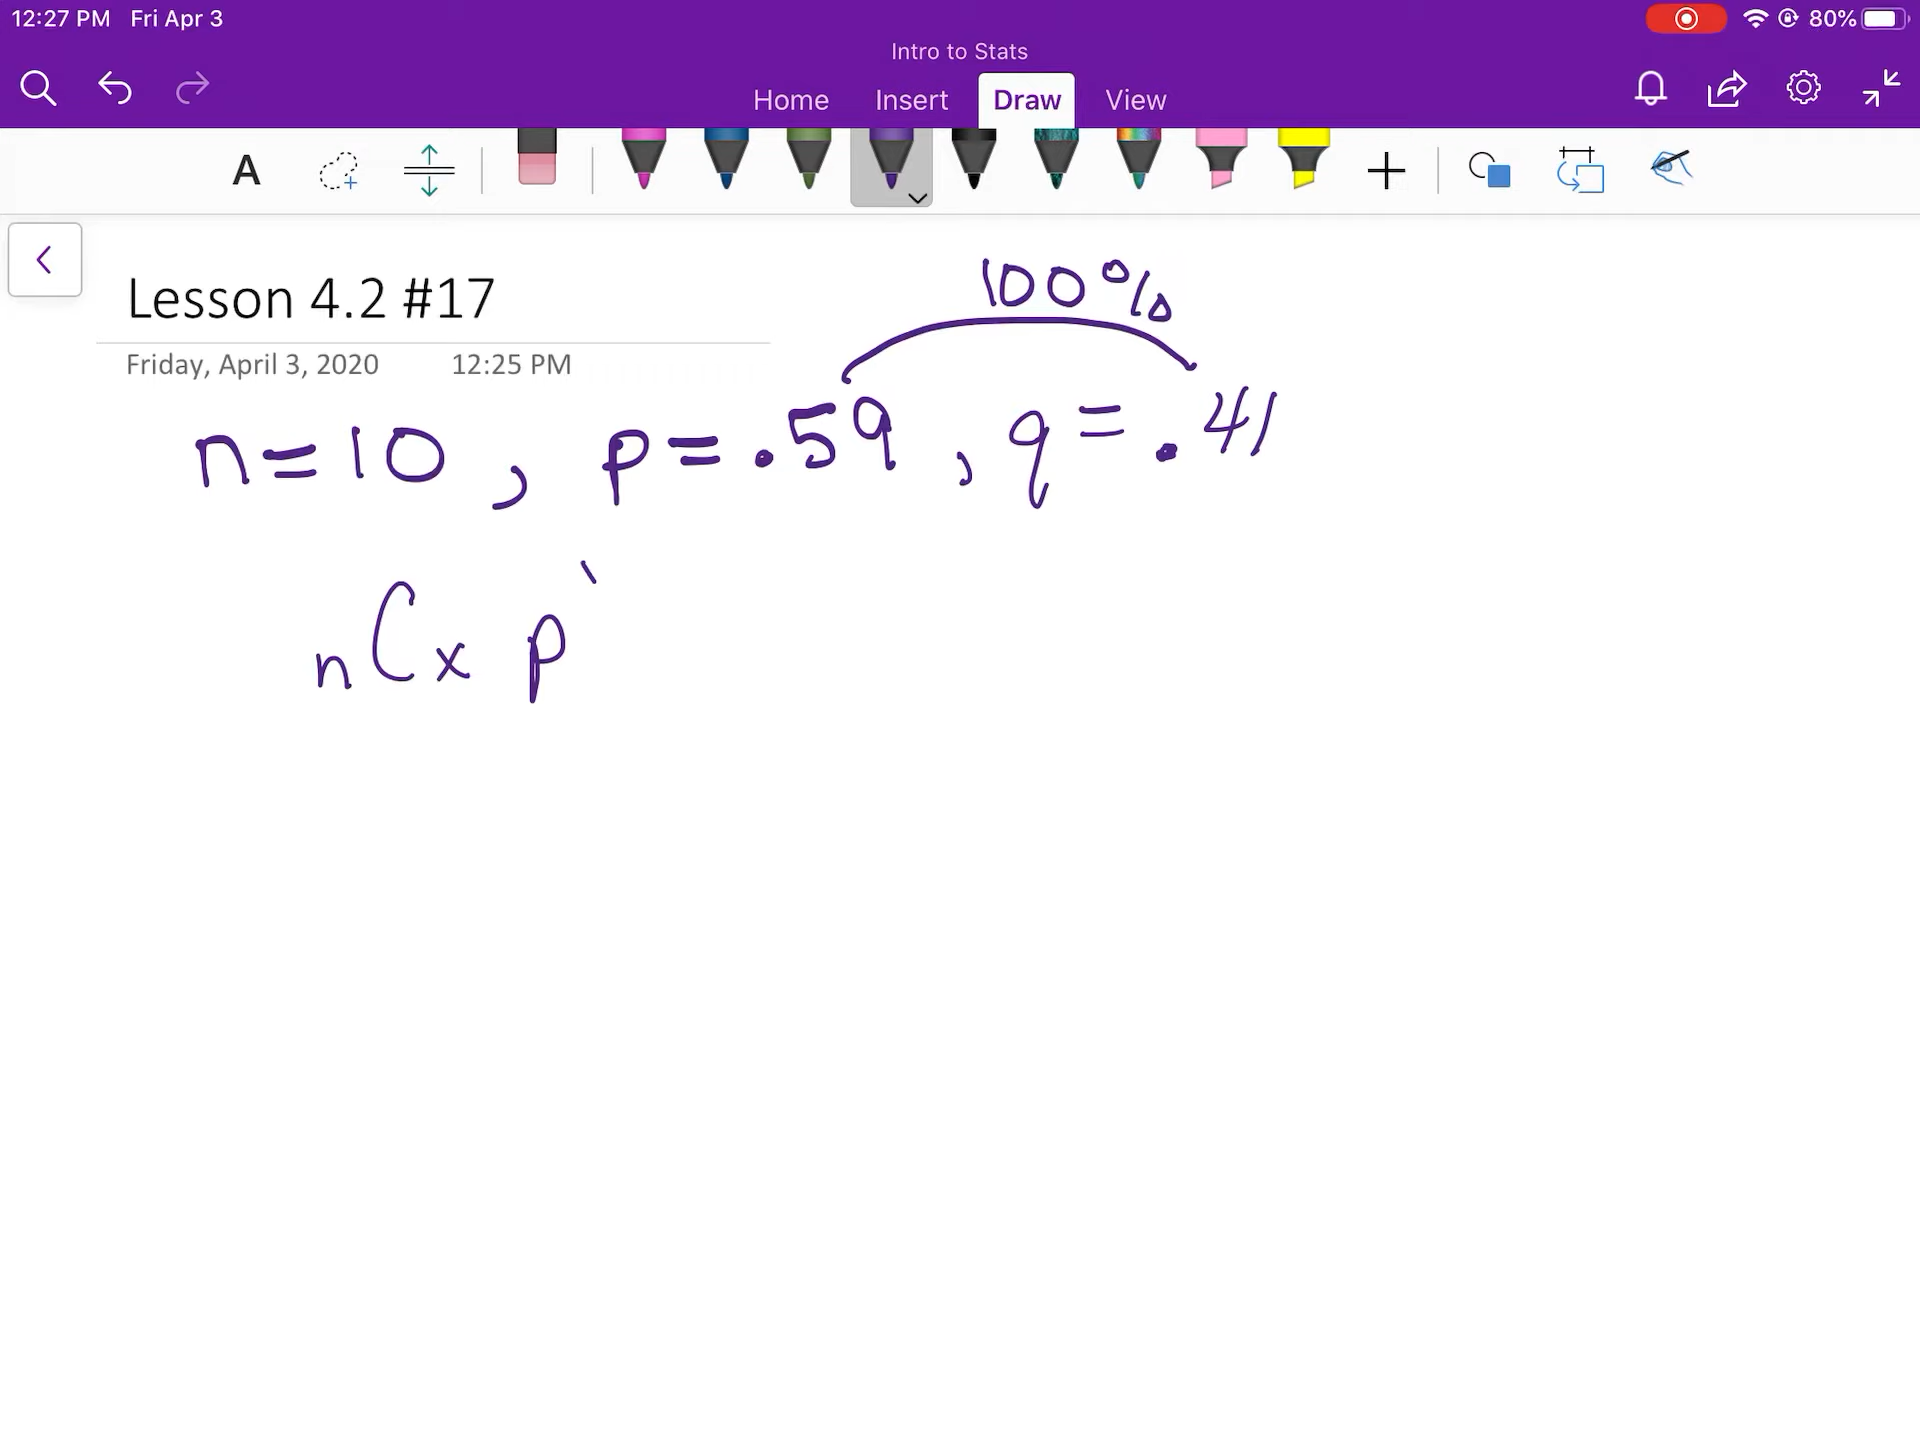 12:27 PM Fri Apr 3 80%
Intro to Stats
Home Insert Draw View
A
Lesson 4.2 #17
Friday, April 3, 2020 12:25 PM
100%
n=10, p=.59, q=.41
nCx p